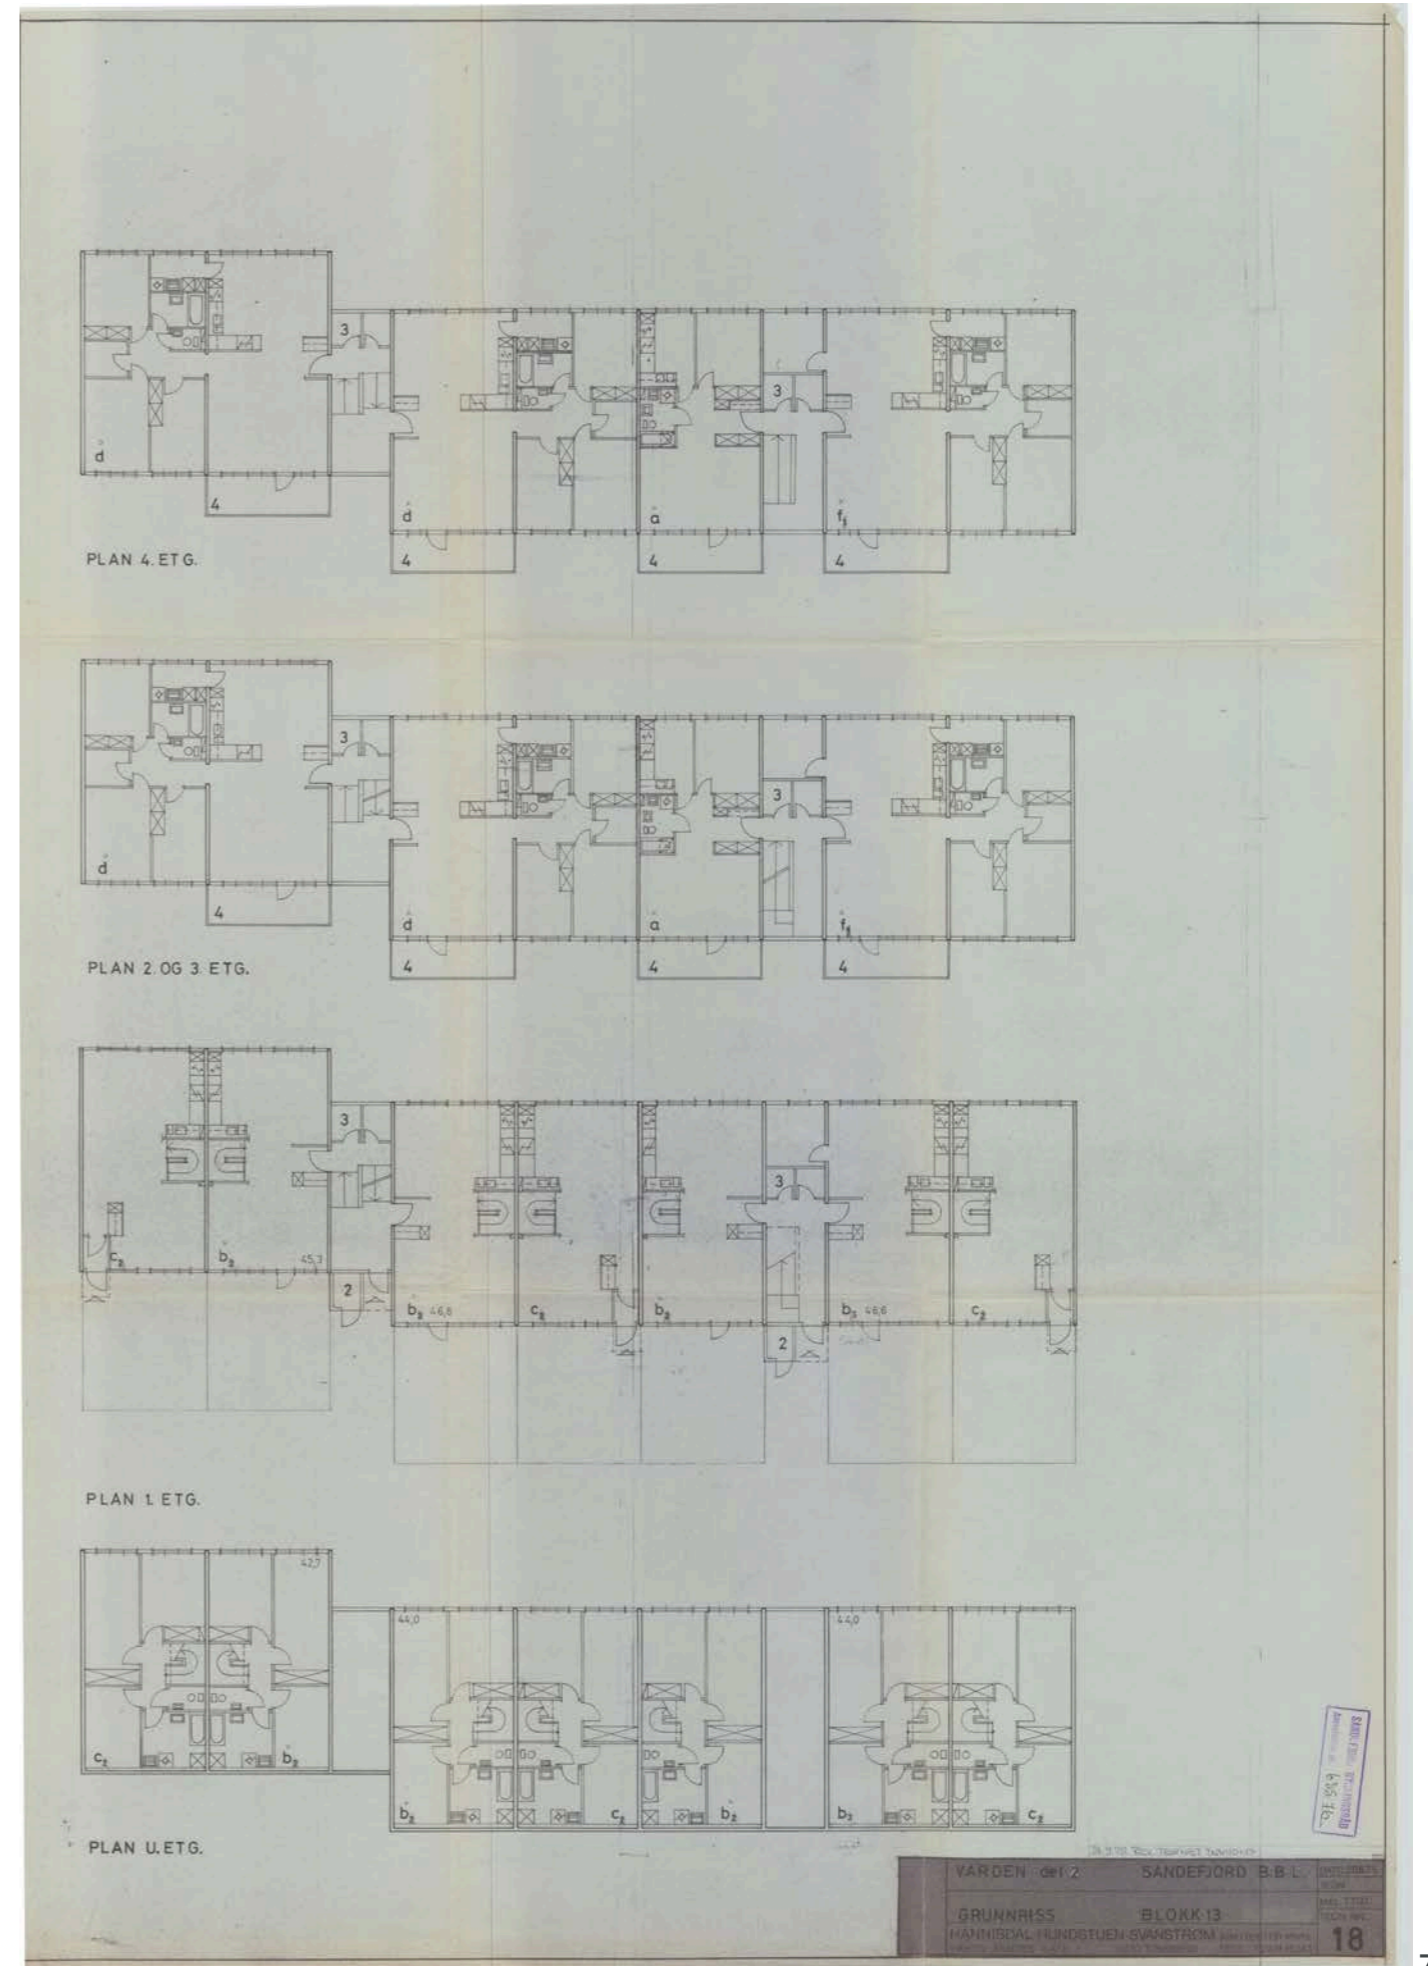 3
d
4
d
3
a
f₁
4
4
4
PLAN 4. ETG.
3
d
4
d
3
a
f₁
4
4
4
PLAN 2. OG 3. ETG.
3
c₂
b₂
45,3
2
b₂ 46,6
c₂
3
b₂
b₂ 46,6
c₂
2
PLAN 1. ETG.
42,7
44,0
44,0
c₂
b₂
b₂
c₂
b₂
b₂
c₂
PLAN U. ETG.
VARDEN del 2 SANDEFJORD B.B.L.
GRUNNRISS BLOKK 13
HANNISDAL HUNDSTUEN SVANSTRØM
18